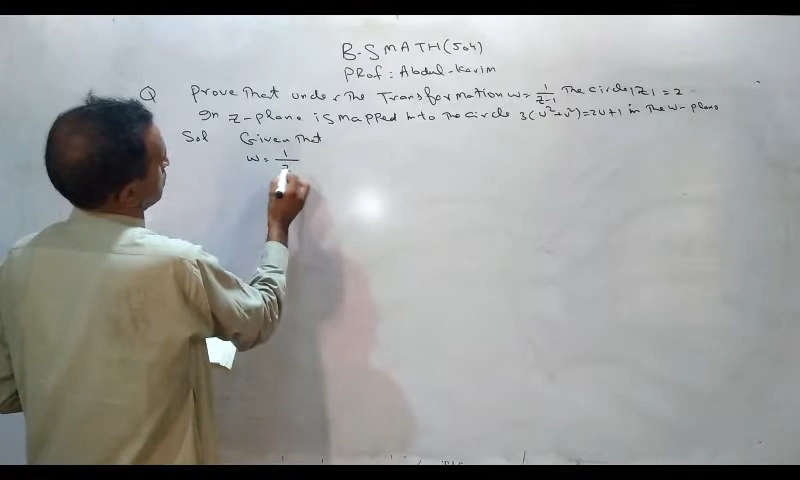 B.S MATH(504)
Prof: Abdul-Karim
Q Prove That under The Transformation w = 1/(z-1) The circle |z| = 2
In z-plane is mapped into The circle 3(u²+v²)=2u+1 in The w-plane
Sol Given That
w = 1/z